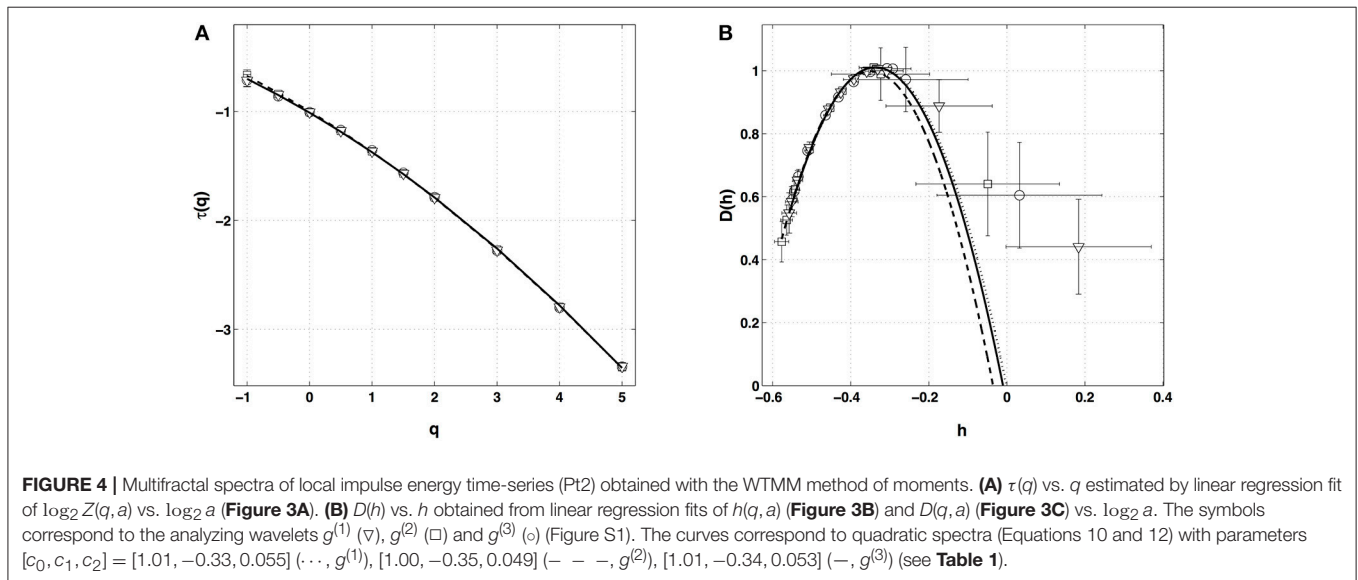 A
−1
−2
−3
τ(q)
−1 0 1 2 3 4 5
q
B
1
0.8
0.6
0.4
0.2
0
D(h)
−0.6 −0.4 −0.2 0 0.2 0.4
h
FIGURE 4 | Multifractal spectra of local impulse energy time-series (Pt2) obtained with the WTMM method of moments. (A) τ(q) vs. q estimated by linear regression fit
of log₂ Z(q, a) vs. log₂ a (Figure 3A). (B) D(h) vs. h obtained from linear regression fits of h(q, a) (Figure 3B) and D(q, a) (Figure 3C) vs. log₂ a. The symbols
correspond to the analyzing wavelets g⁽¹⁾ (▽), g⁽²⁾ (□) and g⁽³⁾ (○) (Figure S1). The curves correspond to quadratic spectra (Equations 10 and 12) with parameters
[c₀, c₁, c₂] = [1.01, −0.33, 0.055] (· · · , g⁽¹⁾), [1.00, −0.35, 0.049] (− − −, g⁽²⁾), [1.01, −0.34, 0.053] (—, g⁽³⁾) (see Table 1).